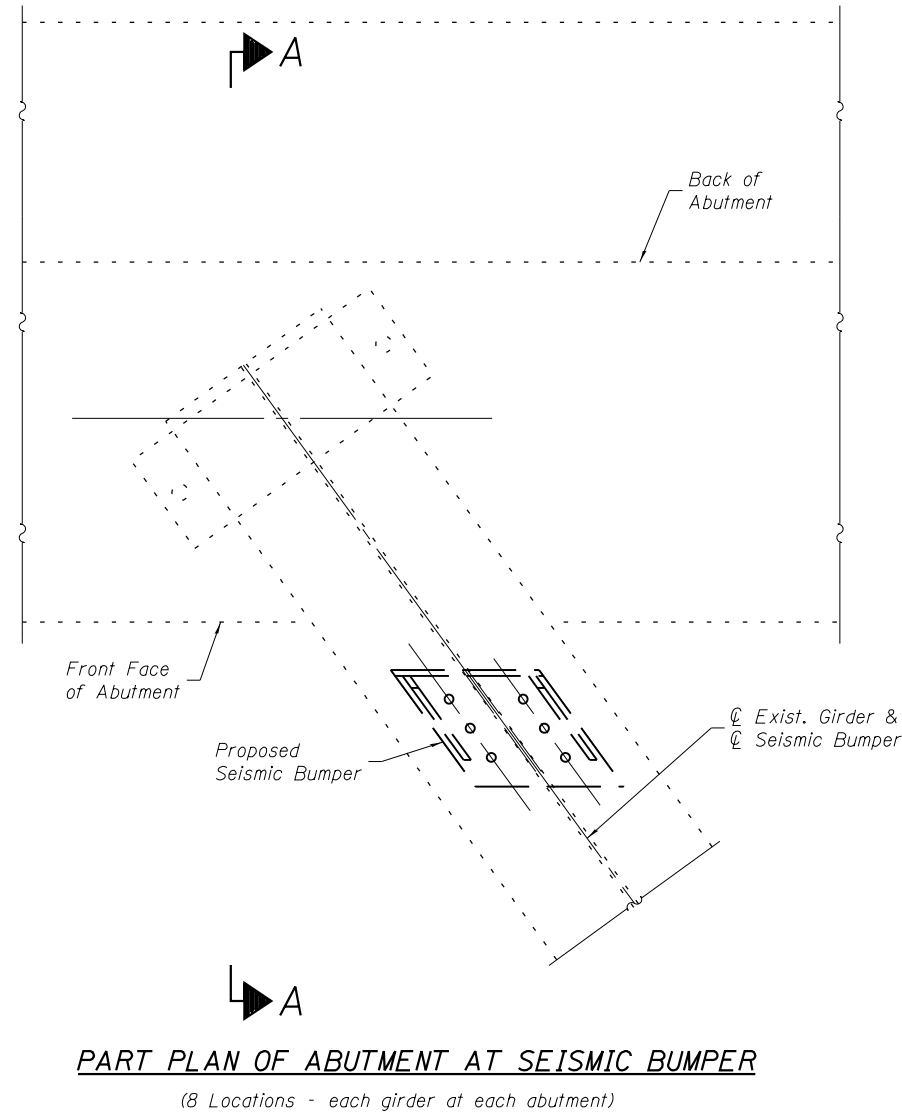 A
Back of
Abutment
Front Face
of Abutment
Proposed
Seismic Bumper
℄ Exist. Girder &
℄ Seismic Bumper
A
PART PLAN OF ABUTMENT AT SEISMIC BUMPER
(8 Locations - each girder at each abutment)